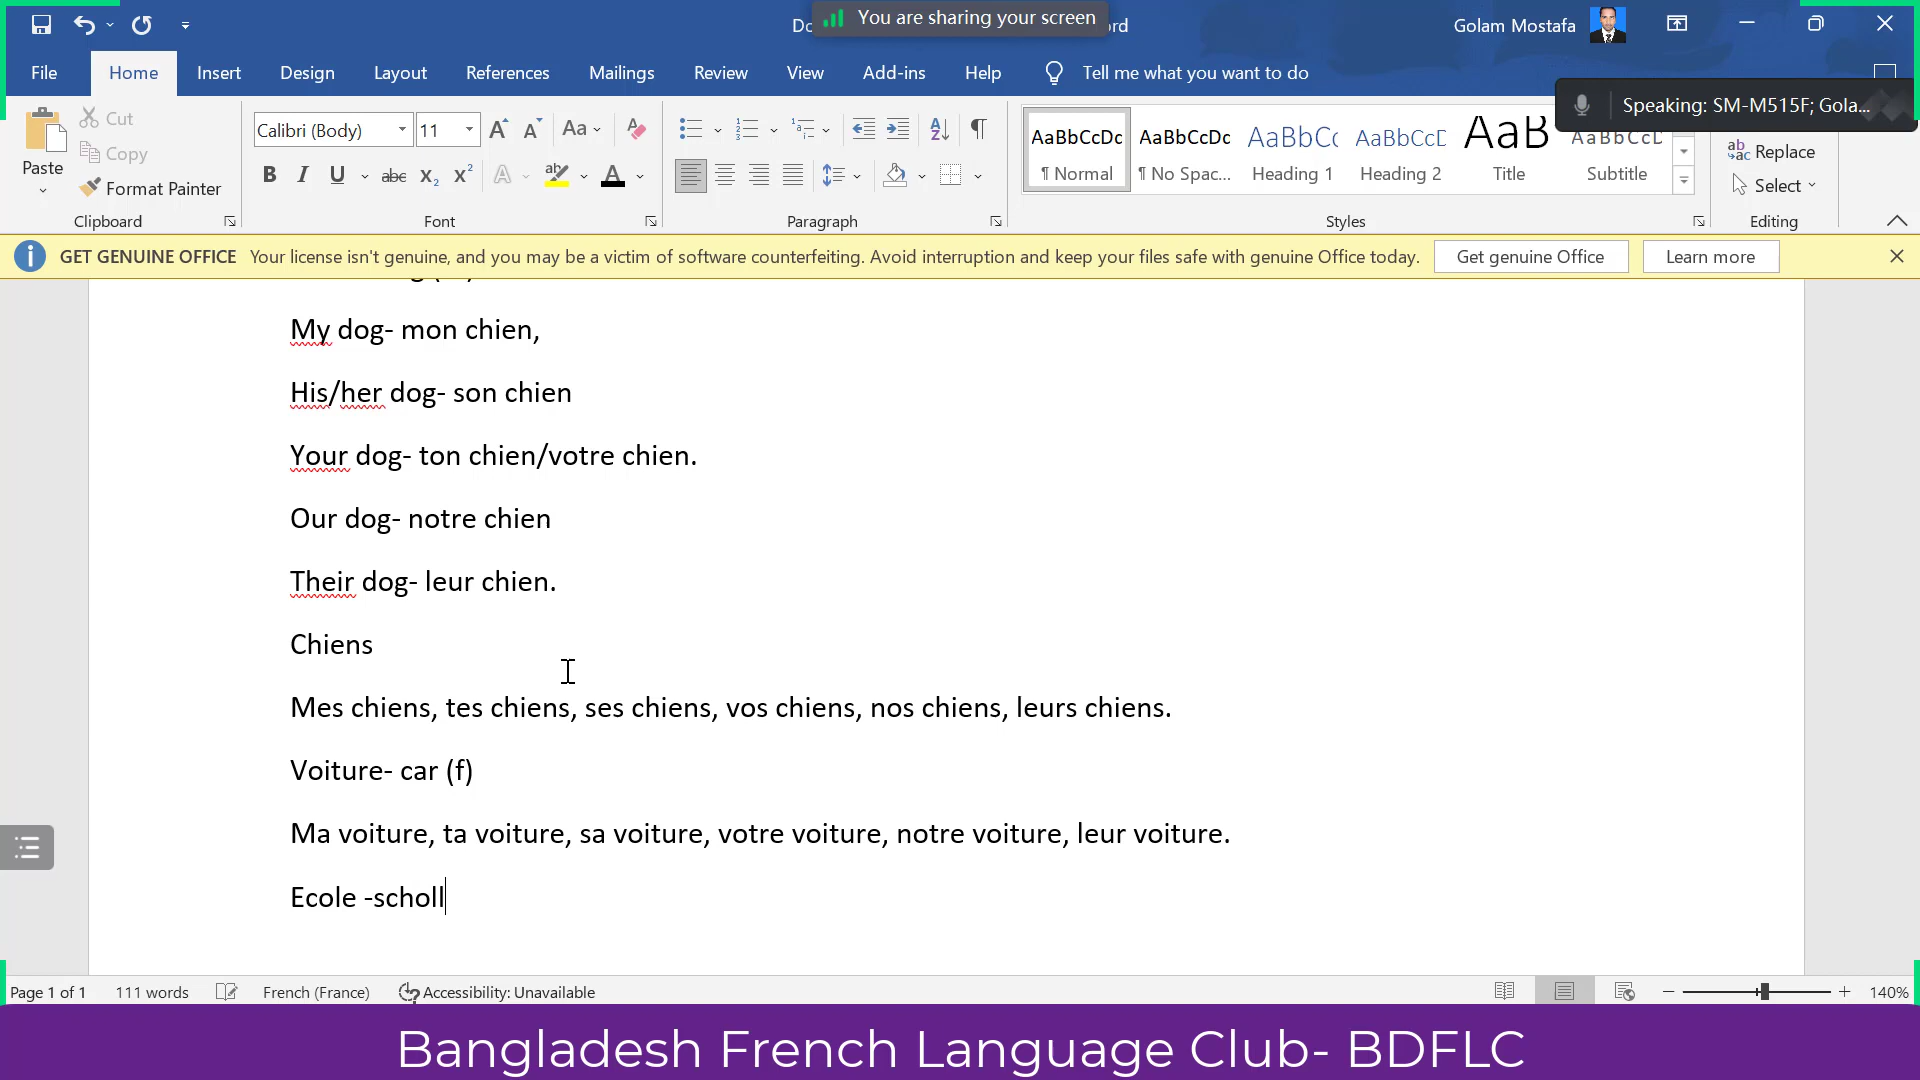 You are sharing your screen
Golam Mostafa
File Home Insert Design Layout References Mailings Review View Add-ins Help Tell me what you want to do
Speaking: SM-M515F; Gola...
Paste
Cut
Copy
Format Painter
Clipboard
Calibri (Body) 11
Font
Paragraph
AaBbCcDc AaBbCcDc AaBbCc AaBbCcC AaB AaBbCcD
¶ Normal ¶ No Spac... Heading 1 Heading 2 Title Subtitle
Styles
Replace
Select
Editing
GET GENUINE OFFICE Your license isn't genuine, and you may be a victim of software counterfeiting. Avoid interruption and keep your files safe with genuine Office today. Get genuine Office Learn more
My dog- mon chien,
His/her dog- son chien
Your dog- ton chien/votre chien.
Our dog- notre chien
Their dog- leur chien.
Chiens
Mes chiens, tes chiens, ses chiens, vos chiens, nos chiens, leurs chiens.
Voiture- car (f)
Ma voiture, ta voiture, sa voiture, votre voiture, notre voiture, leur voiture.
Ecole -scholl
Page 1 of 1 111 words French (France) Accessibility: Unavailable 140%
Bangladesh French Language Club- BDFLC